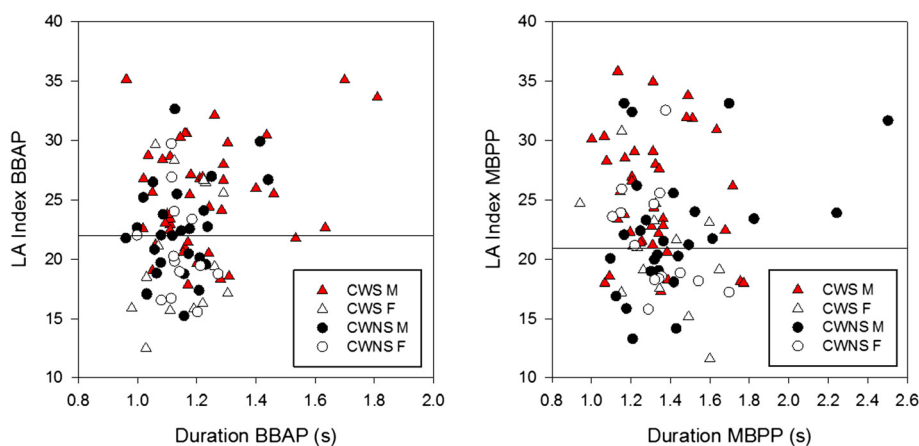 LA Index BBAP
40
35
30
25
20
15
10
CWS M
CWS F
CWNS M
CWNS F
0.8 1.0 1.2 1.4 1.6 1.8 2.0
Duration BBAP (s)
LA Index MBPP
40
35
30
25
20
15
10
CWS M
CWS F
CWNS M
CWNS F
0.8 1.0 1.2 1.4 1.6 1.8 2.0 2.2 2.4 2.6
Duration MBPP (s)